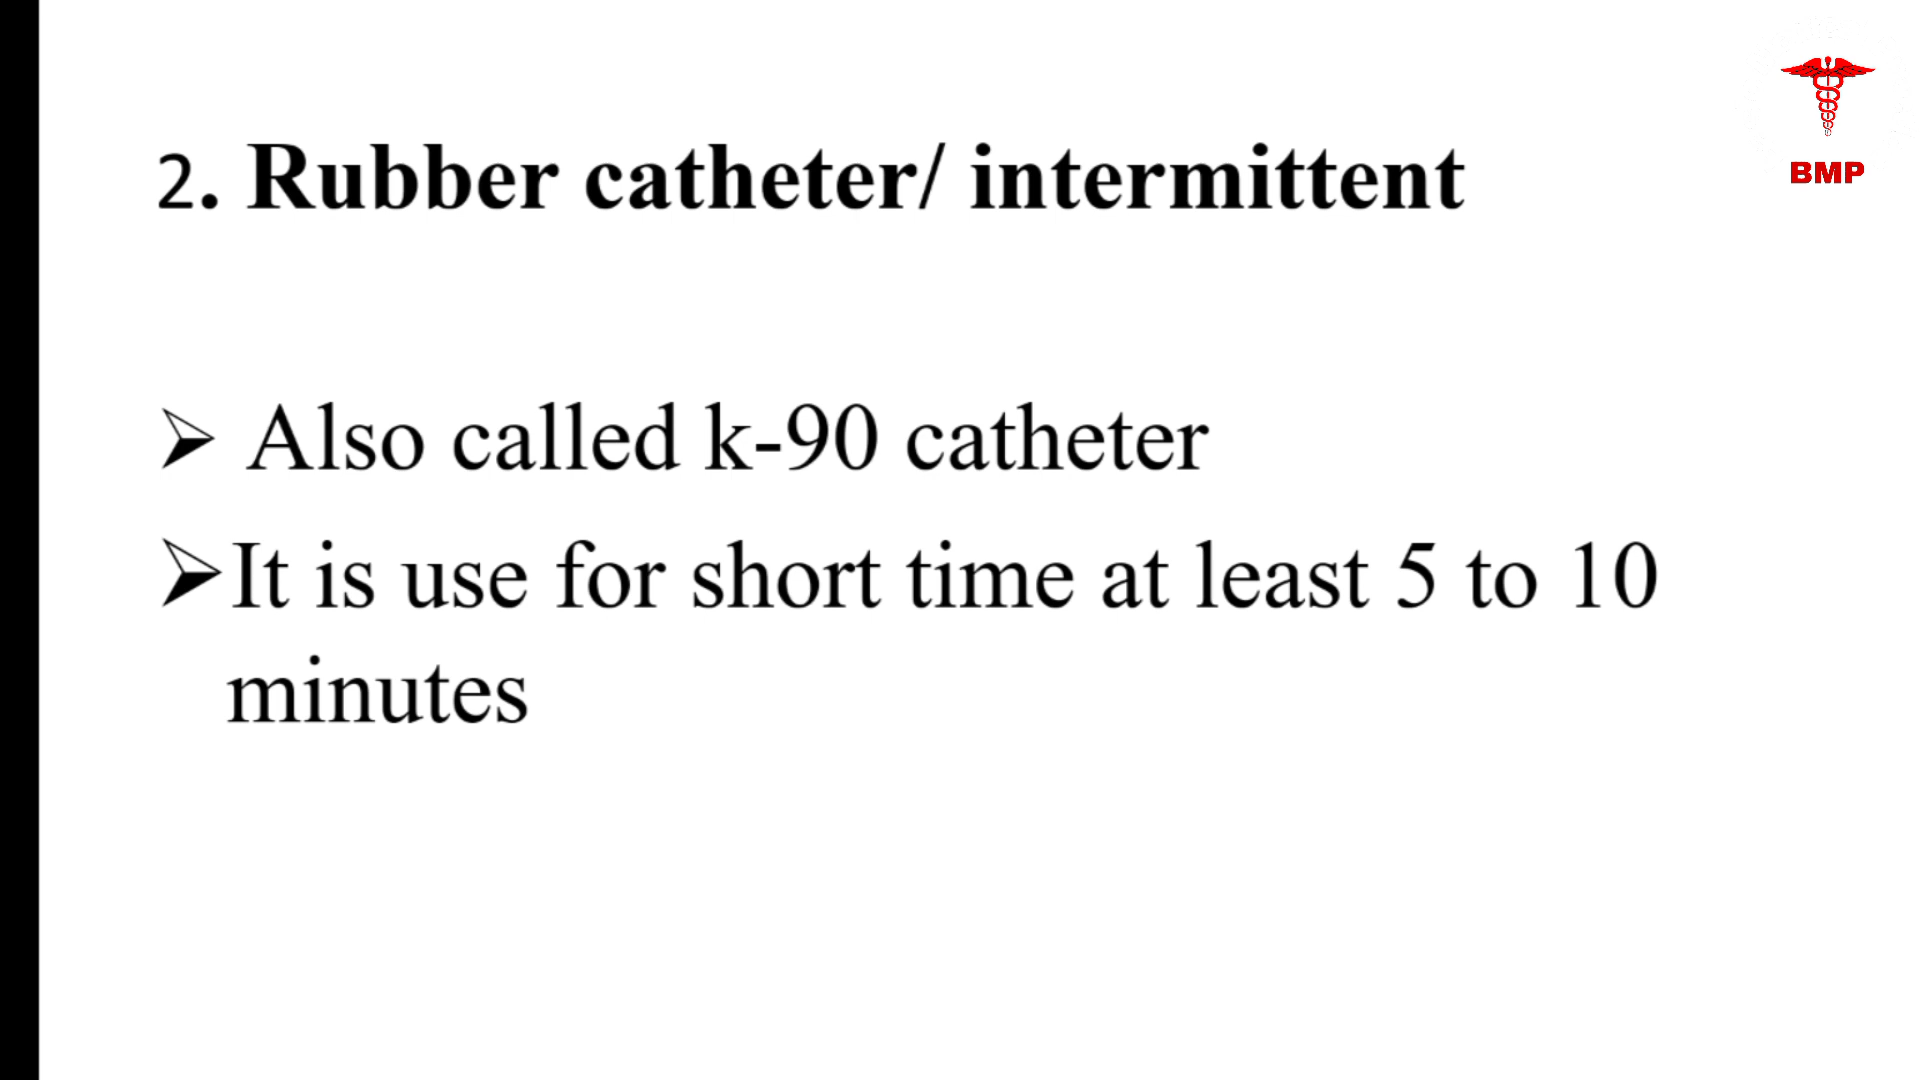 BMP
2. Rubber catheter/ intermittent
➢ Also called k-90 catheter
➢It is use for short time at least 5 to 10
minutes